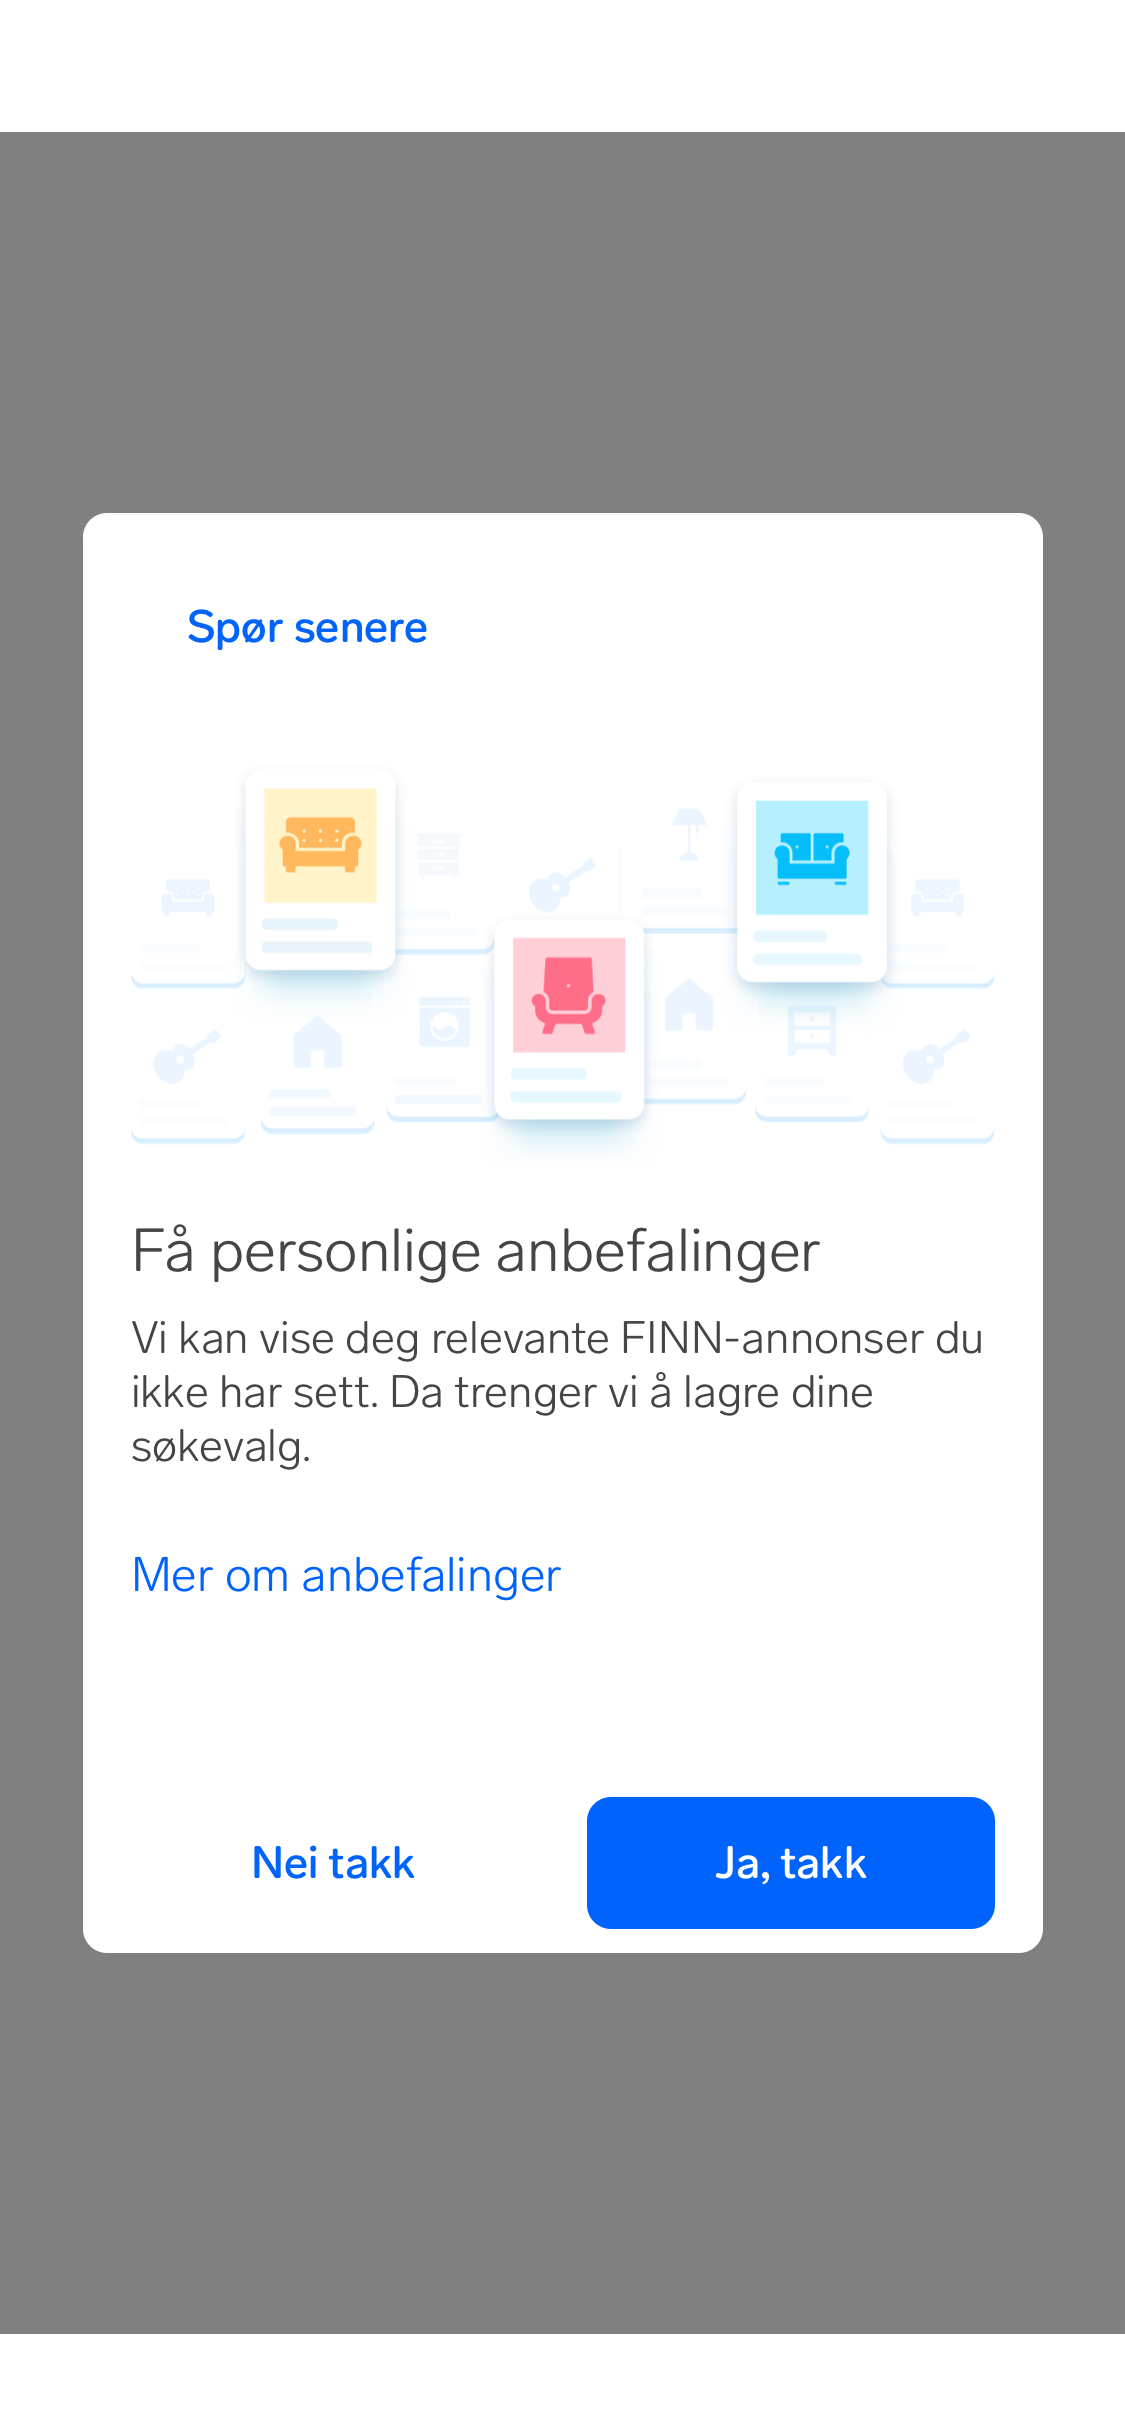 Spør senere
Få personlige anbefalinger
Vi kan vise deg relevante FINN-annonser du
ikke har sett. Da trenger vi å lagre dine
søkevalg.
Mer om anbefalinger
Nei takk
Ja, takk